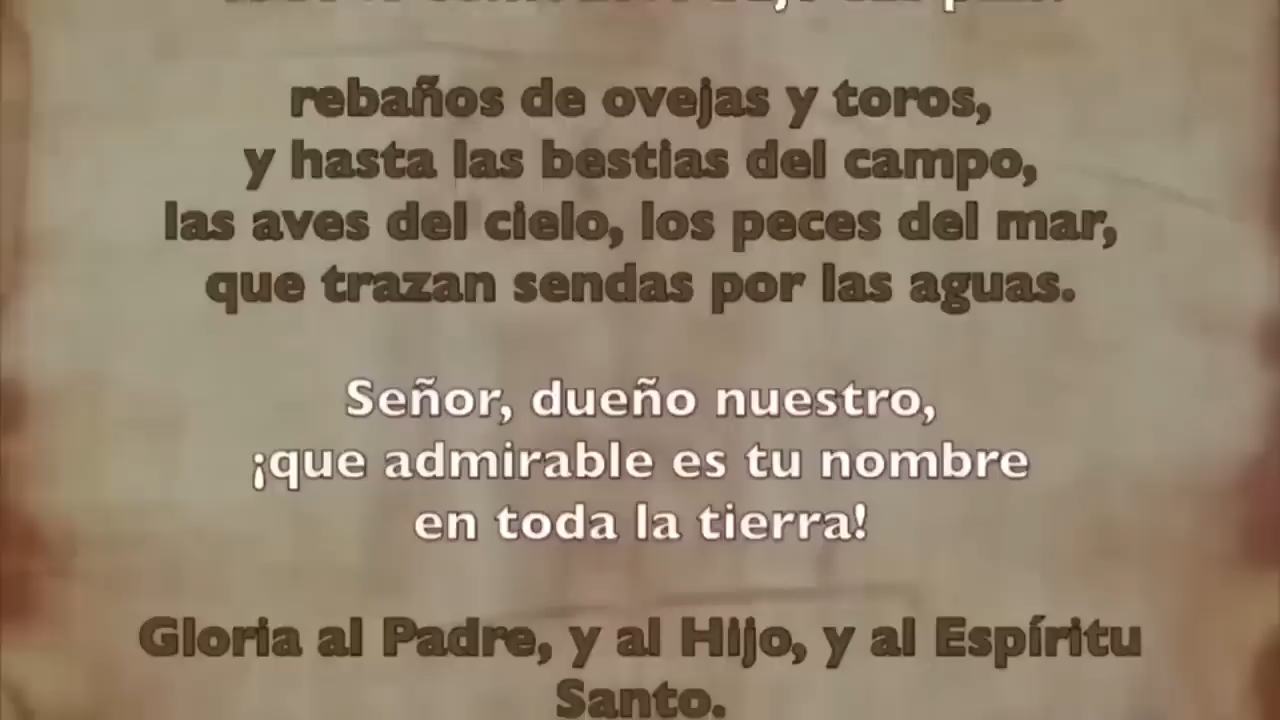 rebaños de ovejas y toros,
y hasta las bestias del campo,
las aves del cielo, los peces del mar,
que trazan sendas por las aguas.
Señor, dueño nuestro,
¡que admirable es tu nombre
en toda la tierra!
Gloria al Padre, y al Hijo, y al Espíritu
Santo.